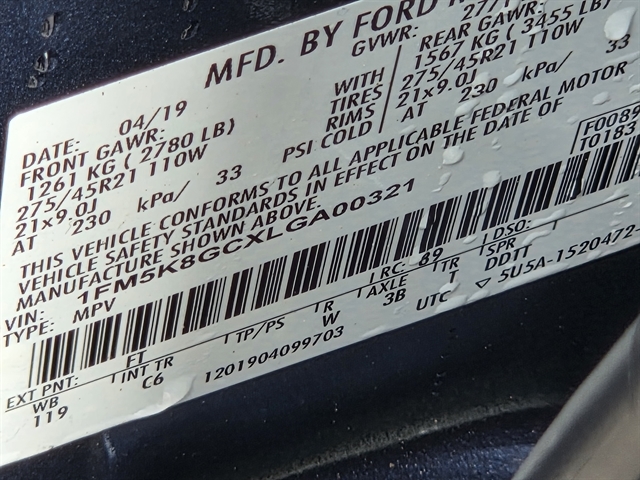 MFD. BY FORD
GVWR:
DATE: 04/19
FRONT GAWR: REAR GAWR:
1261 KG ( 2780 LB) WITH 1567 KG ( 3455 LB)
275/45R21 110W TIRES 275/45R21 110W
21x9.0J RIMS 21x9.0J
AT 230 kPa/ 33 PSI COLD AT 230 kPa/ 33
THIS VEHICLE CONFORMS TO ALL APPLICABLE FEDERAL MOTOR
VEHICLE SAFETY STANDARDS IN EFFECT ON THE DATE OF
MANUFACTURE SHOWN ABOVE. F0089
VIN: 1FM5K8GCXLGA00321 T0183
TYPE: MPV
RC: 89 DSO:
EXT PNT: FT INT TR TP/PS R AXLE T SPR
WB C6 W 3B DDTT
119 1201904099703 UTC ▽ 5U5A-1520472-